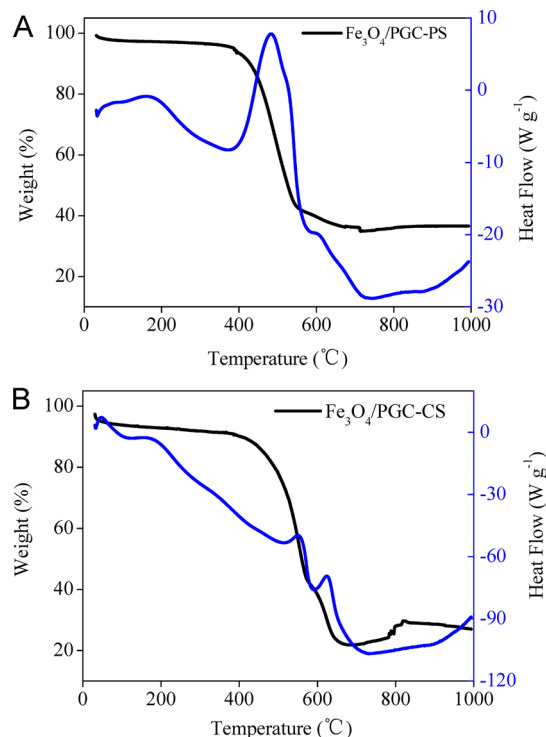 A
Fe₃O₄/PGC-PS
Weight (%)
100
80
60
40
20
10
0
-10
-20
-30
Heat Flow (W g⁻¹)
0 200 400 600 800 1000
Temperature (℃)
B
Fe₃O₄/PGC-CS
Weight (%)
100
80
60
40
20
0
-30
-60
-90
-120
Heat Flow (W g⁻¹)
0 200 400 600 800 1000
Temperature (℃)